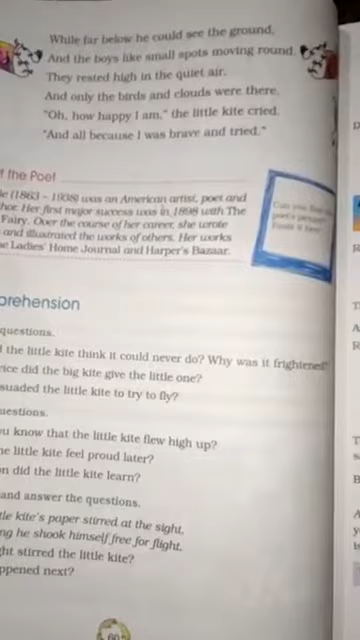 While far below he could see the ground,
And the boys like small spots moving round.
They rested high in the quiet air,
And only the birds and clouds were there.
"Oh, how happy I am," the little kite cried,
"And all because I was brave and tried."
f the Poet
(1863 - 1938) was an American artist, poet and
Her first major success was in 1898 with The
Fairy. Over the course of her career, she wrote
and illustrated the works of others. Her works
Ladies' Home Journal and Harper's Bazaar.
Can you find
prehension
questions.
the little kite think it could never do? Why was it frightened?
ice did the big kite give the little one?
suaded the little kite to try to fly?
uestions.
u know that the little kite flew high up?
he little kite feel proud later?
n did the little kite learn?
and answer the questions.
tle kite's paper stirred at the sight,
ng he shook himself free for flight.
ght stirred the little kite?
ppened next?
60